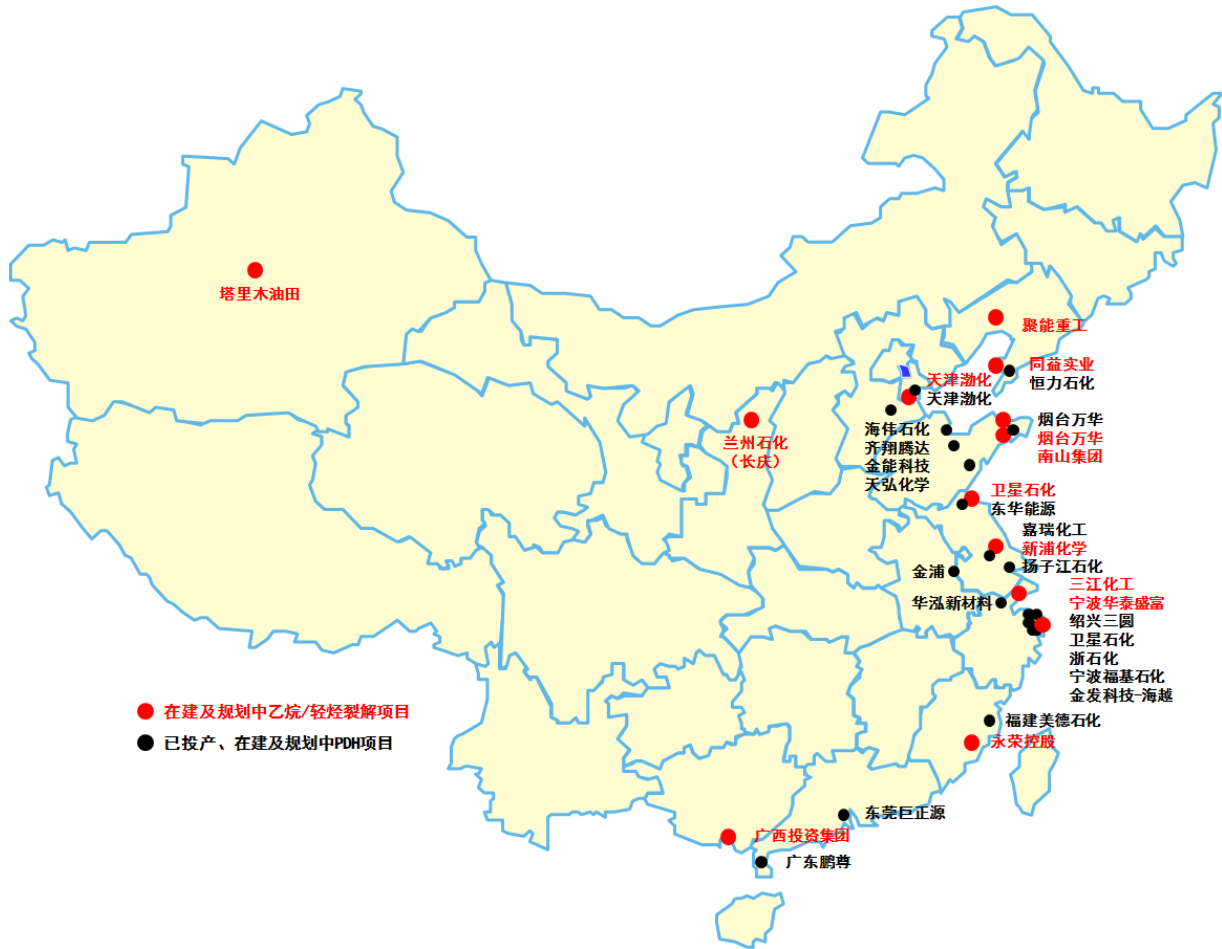 塔里木油田
聚能重工
同益实业
恒力石化
天津渤化
天津渤化
烟台万华
烟台万华
南山集团
兰州石化
（长庆）
海伟石化
齐翔腾达
金能科技
天弘化学
卫星石化
东华能源
嘉瑞化工
新浦化学
扬子江石化
金浦
三江化工
宁波华泰盛富
华泓新材料
绍兴三圆
卫星石化
浙石化
宁波福基石化
金发科技-海越
在建及规划中乙烷/轻烃裂解项目
已投产、在建及规划中PDH项目
福建美德石化
永荣控股
东莞巨正源
广西投资集团
广东鹏尊